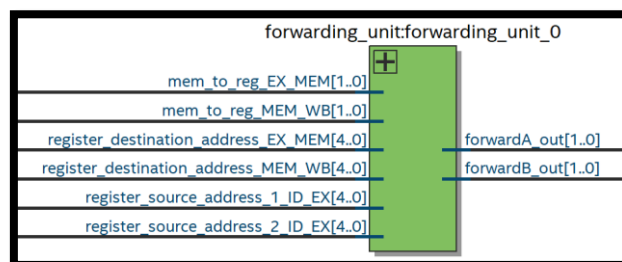 forwarding_unit:forwarding_unit_0
mem_to_reg_EX_MEM[1..0]
mem_to_reg_MEM_WB[1..0]
register_destination_address_EX_MEM[4..0]
forwardA_out[1..0]
register_destination_address_MEM_WB[4..0]
forwardB_out[1..0]
register_source_address_1_ID_EX[4..0]
register_source_address_2_ID_EX[4..0]